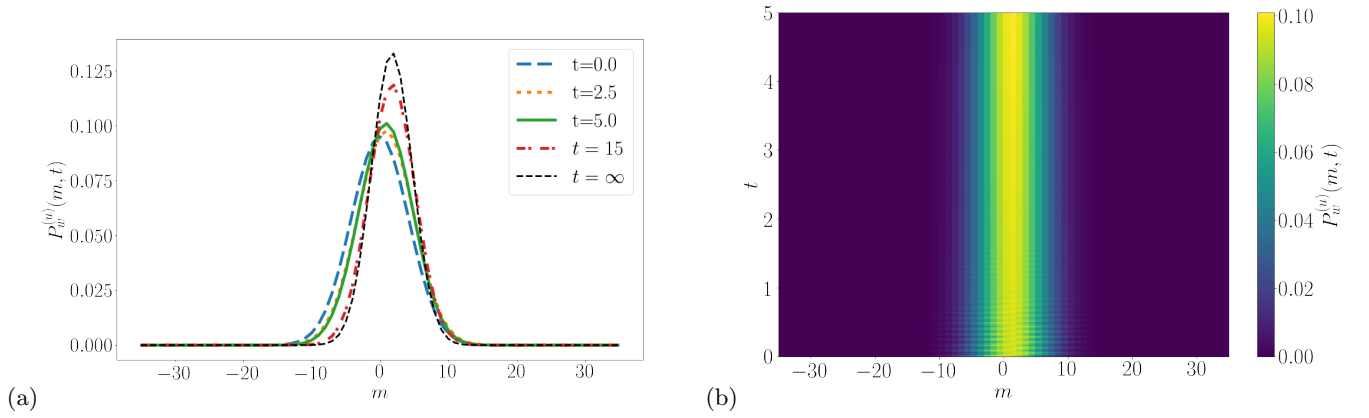 0.125
0.100
0.075
0.050
0.025
0.000
P_w^{(u)}(m, t)
−30
−20
−10
0
10
20
30
m
t=0.0
t=2.5
t=5.0
t = 15
t = ∞
(a)
5
4
3
2
1
0
t
−30
−20
−10
0
10
20
30
m
0.10
0.08
0.06
0.04
0.02
0.00
P_w^{(u)}(m, t)
(b)